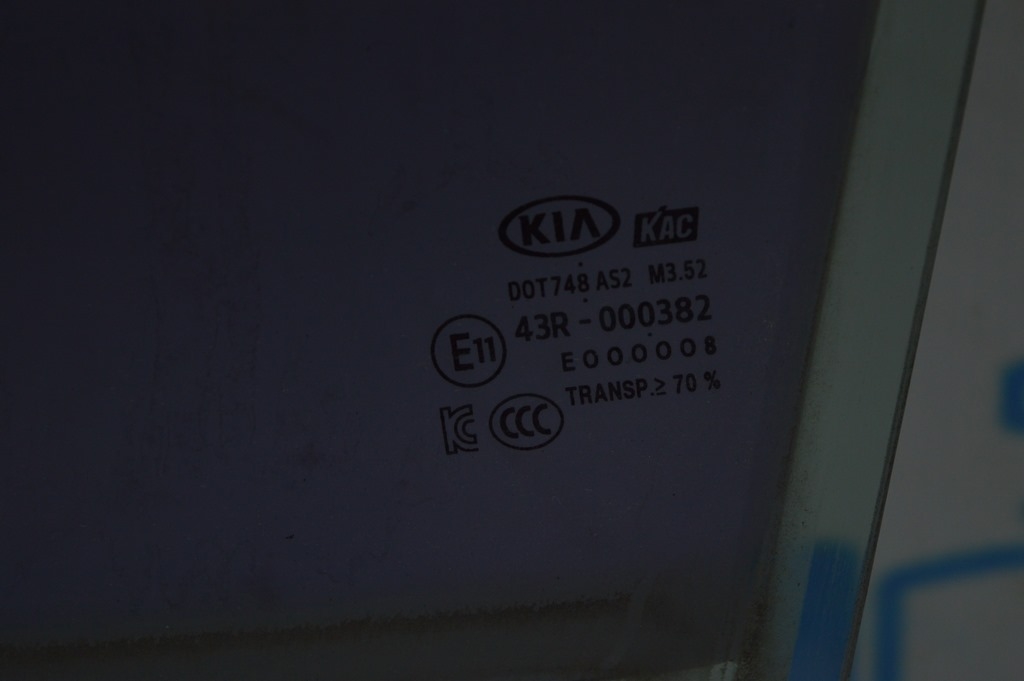 KIA KAC
DOT748 AS2 M3.52
E11 43R - 000382
E000008
TRANSP.≥ 70 %
KC CCC